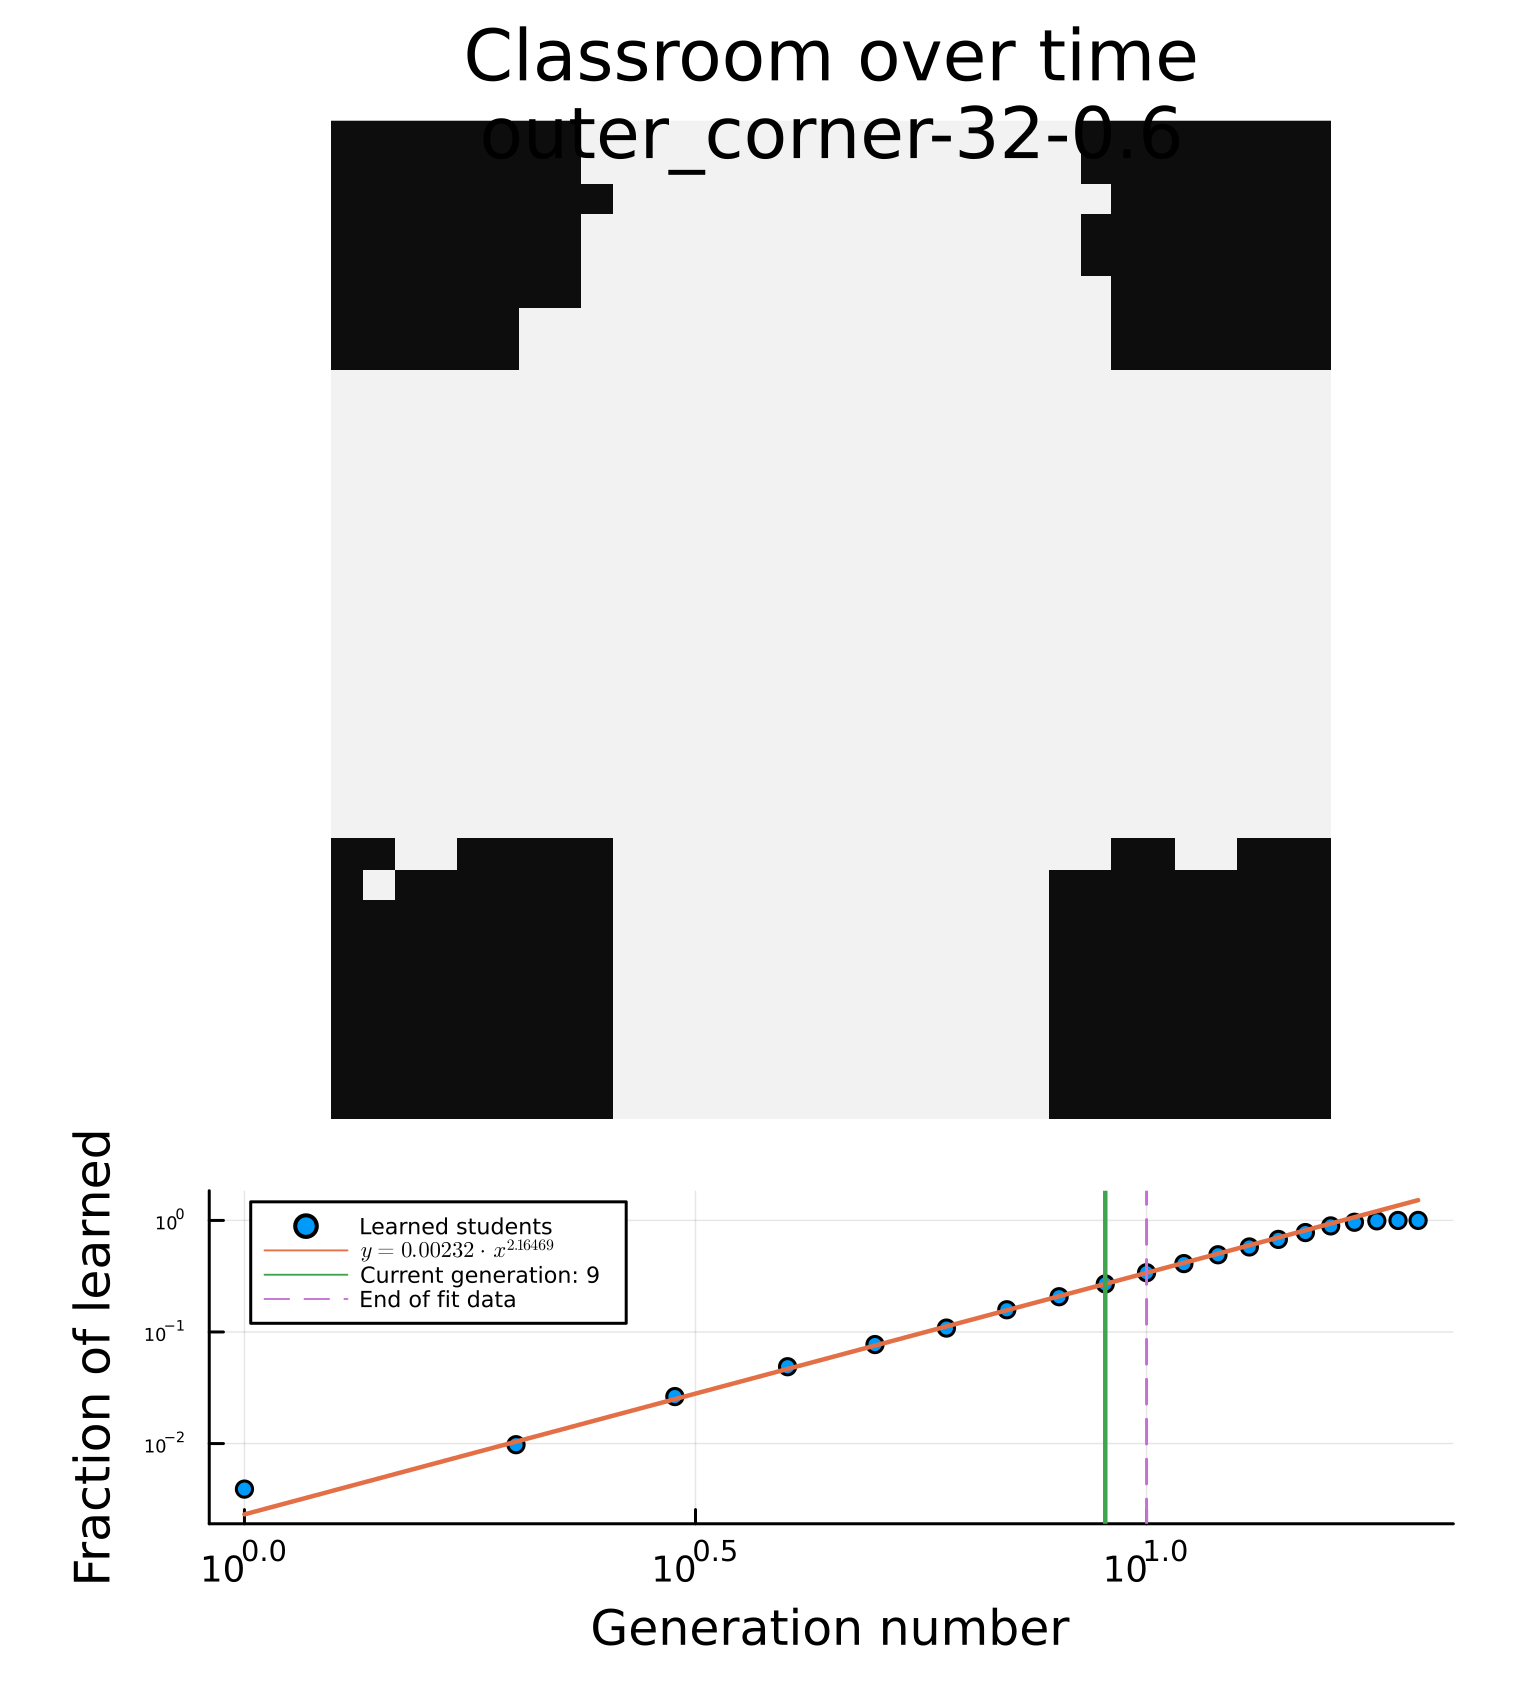 Classroom over time
outer_corner-32-0.6
Fraction of learned
10⁰
10⁻¹
10⁻²
Learned students
y = 0.00232 · x^2.16469
Current generation: 9
End of fit data
10^0.0
10^0.5
10^1.0
Generation number